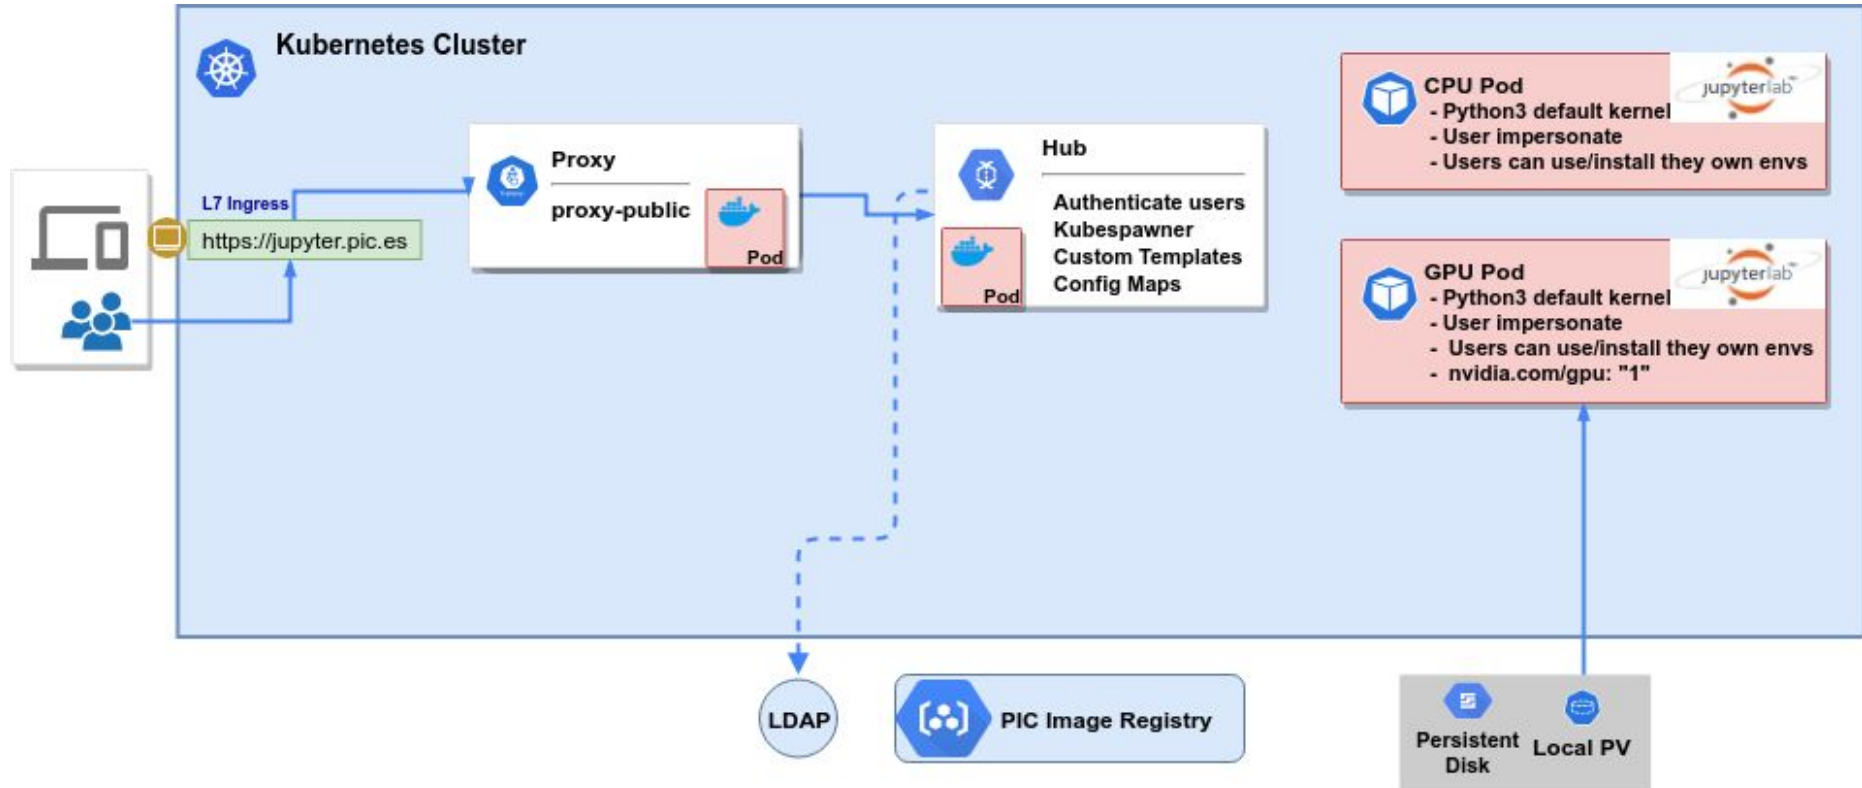 Kubernetes Cluster
L7 Ingress
https://jupyter.pic.es
Proxy
proxy-public
Pod
Hub
Authenticate users
Kubespawner
Custom Templates
Config Maps
Pod
CPU Pod
- Python3 default kernel
- User impersonate
- Users can use/install they own envs
jupyterlab
GPU Pod
- Python3 default kernel
- User impersonate
- Users can use/install they own envs
- nvidia.com/gpu: "1"
jupyterlab
LDAP
PIC Image Registry
Persistent
Disk
Local PV